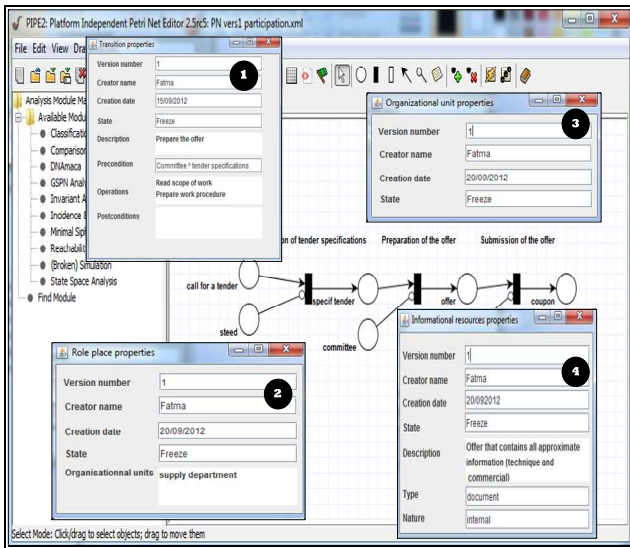 PIPE2: Platform Independent Petri Net Editor 2.5rc5: PN vers1 participation.xml
File Edit View Dra
Analysis Module Ma
Available Modu
Classificatio
Comparison
DNAmaca
GSPN Analy
Invariant A
Incidence
Minimal Siph
Reachabilit
(Broken) Simulation
State Space Analysis
Find Module
Transition properties
1
Version number 1
Creator name Fatma
Creation date 15/09/2012
State Freeze
Description Prepare the offer
Precondition Committee ^ tender specifications
Operations Read scope of work
Prepare work procedure
Postconditions
Organizational unit properties
3
Version number 1
Creator name Fatma
Creation date 20/09/2012
State Freeze
on of tender specifications Preparation of the offer Submission of the offer
call for a tender specif tender offer coupon
steed committee
Role place properties
2
Version number 1
Creator name Fatma
Creation date 20/09/2012
State Freeze
Organisationnal units supply department
Informational resources properties
4
Version number 1
Creator name Fatma
Creation date 20/092012
State Freeze
Description Offer that contains all approximate
information (technique and
commercial)
Type document
Nature internal
Select Mode: Click/drag to select objects; drag to move them